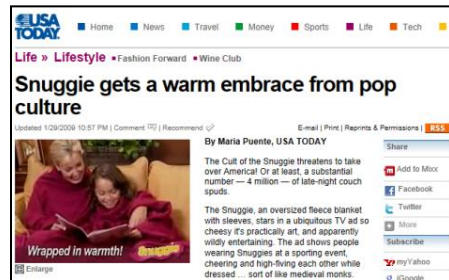 USA TODAY.
Home News Travel Money Sports Life Tech
Life » Lifestyle Fashion Forward Wine Club
Snuggie gets a warm embrace from pop
culture
Updated 1/29/2009 10:57 PM | Comment | Recommend
E-mail | Print | Reprints & Permissions | RSS
By Maria Puente, USA TODAY
The Cult of the Snuggie threatens to take
over America! Or at least, a substantial
number — 4 million — of late-night couch
spuds.
The Snuggie, an oversized fleece blanket
with sleeves, stars in a ubiquitous TV ad so
cheesy it's practically art, and apparently
wildly entertaining. The ad shows people
wearing Snuggies at a sporting event,
cheering and high-fiving each other while
dressed ... sort of like medieval monks.
Wrapped in warmth!
Enlarge
Share
Add to Mixx
Facebook
Twitter
More
Subscribe
myYahoo
iGoogle